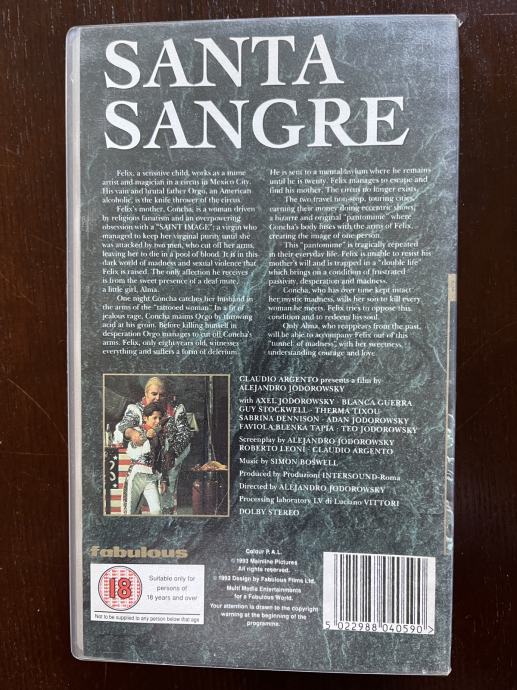 SANTA
SANGRE
Felix, a sensitive child, works as a mime
artist and magician in a circus in Mexico City.
His vain and brutal father Orgo, an American
alcoholic, is the knife thrower of the circus.
Felix's mother, Concha, is a woman driven
by religious fanatism and an overpowering
obsession with a "SAINT IMAGE"; a virgin who
managed to keep her virginal purity until she
was attacked by two men, who cut off her arms,
leaving her to die in a pool of blood. It is in this
dark world of madness and sexual violence that
Felix is raised. The only affection he receives
is from the sweet presence of a deaf mute,
a little girl, Alma.
One night Concha catches her husband in
the arms of the "tattooed woman". In a fit of
jealous rage, Concha maims Orgo by throwing
acid at his groin. Before killing himself in
desperation Orgo manages to cut off Concha's
arms. Felix, only eight-years old, witnesses
everything and suffers a form of delerium.
He is sent to a mental asylum where he remains
until he is twenty. Felix manages to escape and
find his mother. The circus no longer exists.
The two travel non-stop, touring cities,
earning their money doing eccentric shows,
a bizarre and original "pantomime" where
Concha's body fuses with the arms of Felix,
creating the image of one person.
This "pantomime" is tragically repeated
in their everyday life. Felix is unable to resist his
mother's will and is trapped in a "double life"
which brings on a condition of frustrated
passivity, desperation and madness.
Concha, who has over time kept intact
her mystic madness, wills her son to kill every
woman he meets. Felix tries to oppose this
condition and to redeem his soul.
Only Alma, who reappears from the past,
will be able to accompany Felix out of this
"tunnel of madness", with her sweetness,
understanding courage and love.
CLAUDIO ARGENTO presents a film by
ALEJANDRO JODOROWSKY
with AXEL JODOROWSKY · BLANCA GUERRA
GUY STOCKWELL · THERMA TIXOU
SABRINA DENNISON · ADAN JODOROWSKY
FAVIOLA,BLENKA TAPIA · TEO JODOROWSKY
Screenplay by ALEJANDRO JODOROWSKY
ROBERTO LEONI · CLAUDIO ARGENTO
Music by SIMON BOSWELL
Produced by Produzioni INTERSOUND-Roma
Directed by ALEJANDRO JODOROWSKY
Processing laboratory LV di Luciano VITTORI
DOLBY STEREO
fabulous
18
Suitable only for
persons of
18 years and over
Not to be supplied to any person below that age
Colour P.A.L.
© 1993 Mainline Pictures
All rights reserved.
© 1993 Design by Fabulous Films Ltd.
Multi Media Entertainments
for a Fabulous World.
Your attention is drawn to the copyright
warning at the beginning of the
programme.
5 022988 040590 >